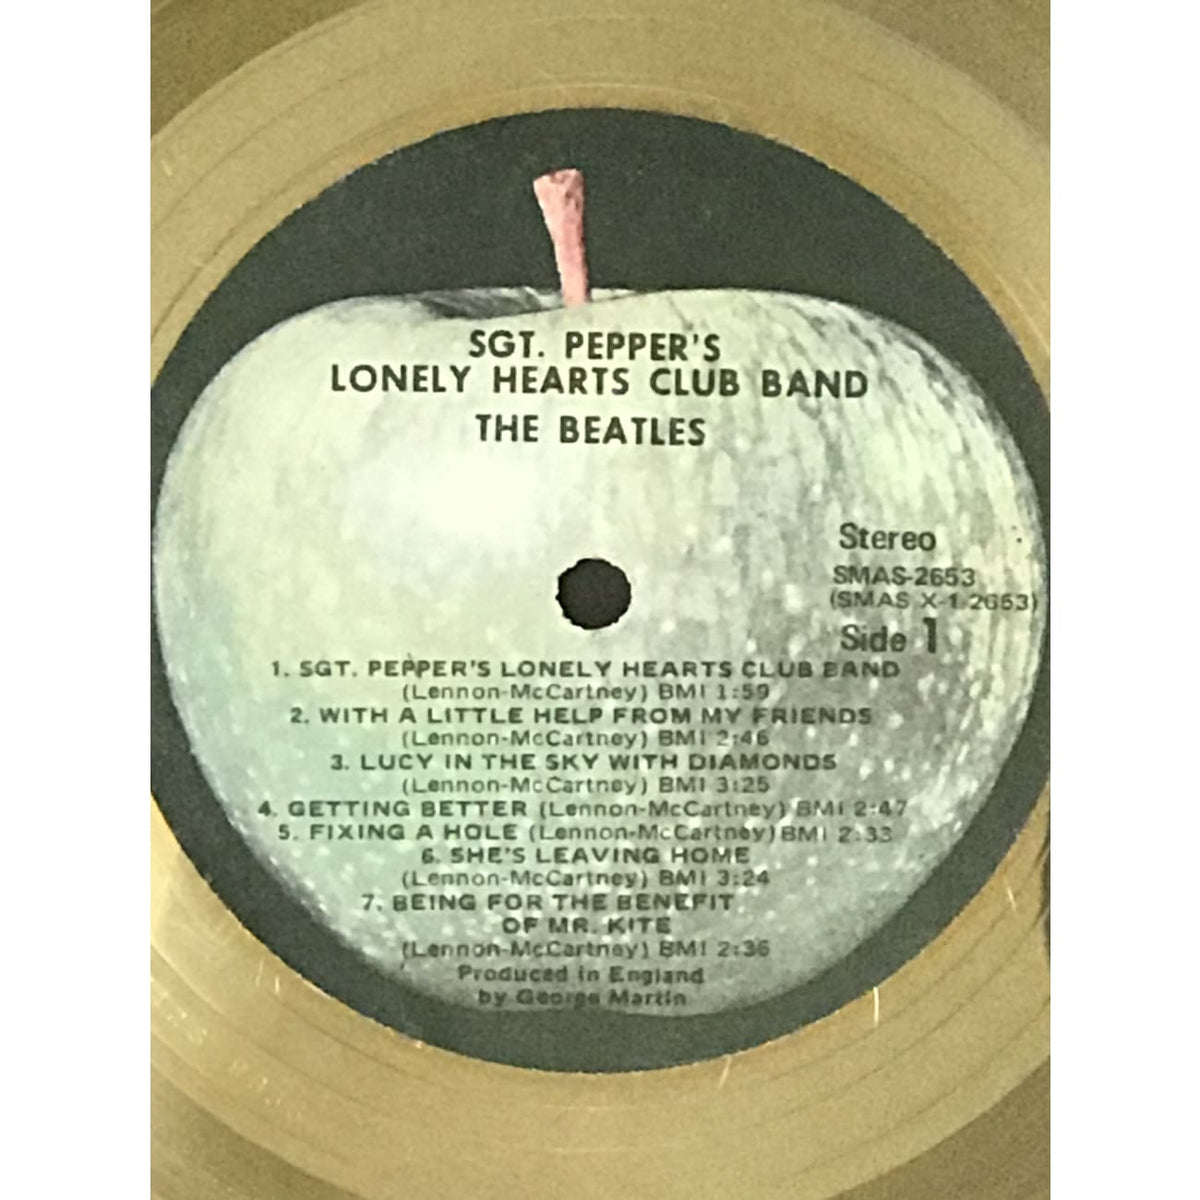 SGT. PEPPER'S
LONELY HEARTS CLUB BAND
THE BEATLES
Stereo
SMAS-2653
(SMAS X-1-2653)
Side 1
1. SGT. PEPPER'S LONELY HEARTS CLUB BAND
(Lennon-McCartney) BMI 1:59
2. WITH A LITTLE HELP FROM MY FRIENDS
(Lennon-McCartney) BMI 2:46
3. LUCY IN THE SKY WITH DIAMONDS
(Lennon-McCartney) BMI 3:25
4. GETTING BETTER (Lennon-McCartney) BMI 2:47
5. FIXING A HOLE (Lennon-McCartney) BMI 2:33
6. SHE'S LEAVING HOME
(Lennon-McCartney) BMI 3:24
7. BEING FOR THE BENEFIT
OF MR. KITE
(Lennon-McCartney) BMI 2:36
Produced in England
by George Martin